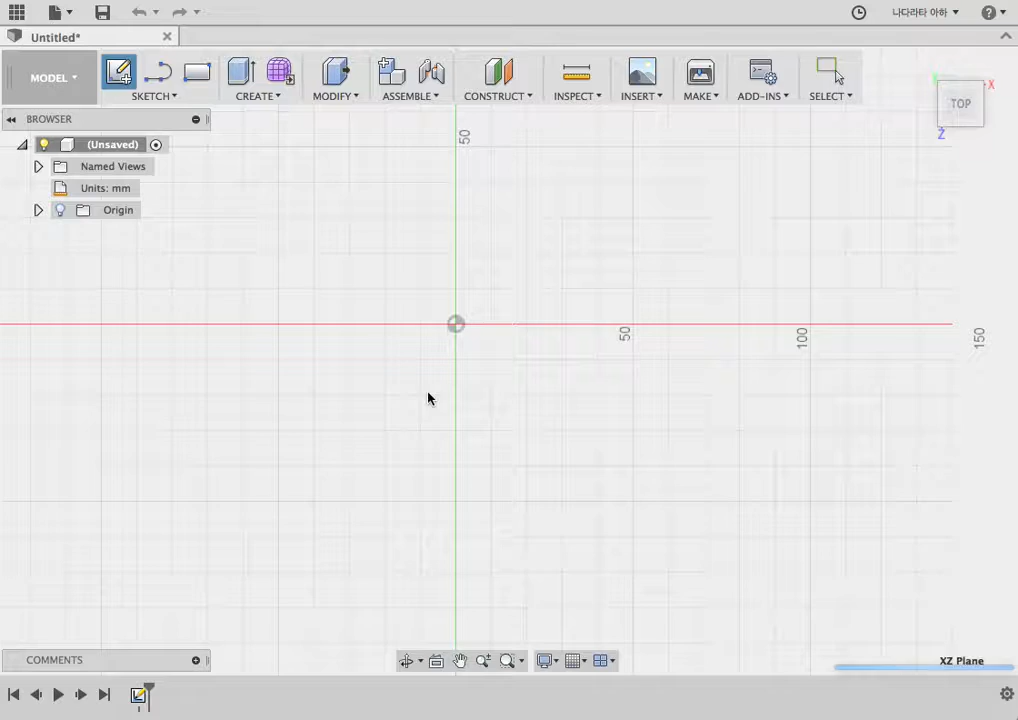 나다라타 아하
Untitled*
MODEL
SKETCH
CREATE
MODIFY
ASSEMBLE
CONSTRUCT
INSPECT
INSERT
MAKE
ADD-INS
SELECT
BROWSER
(Unsaved)
Named Views
Units: mm
Origin
50
50
100
150
TOP
X
Z
COMMENTS
XZ Plane